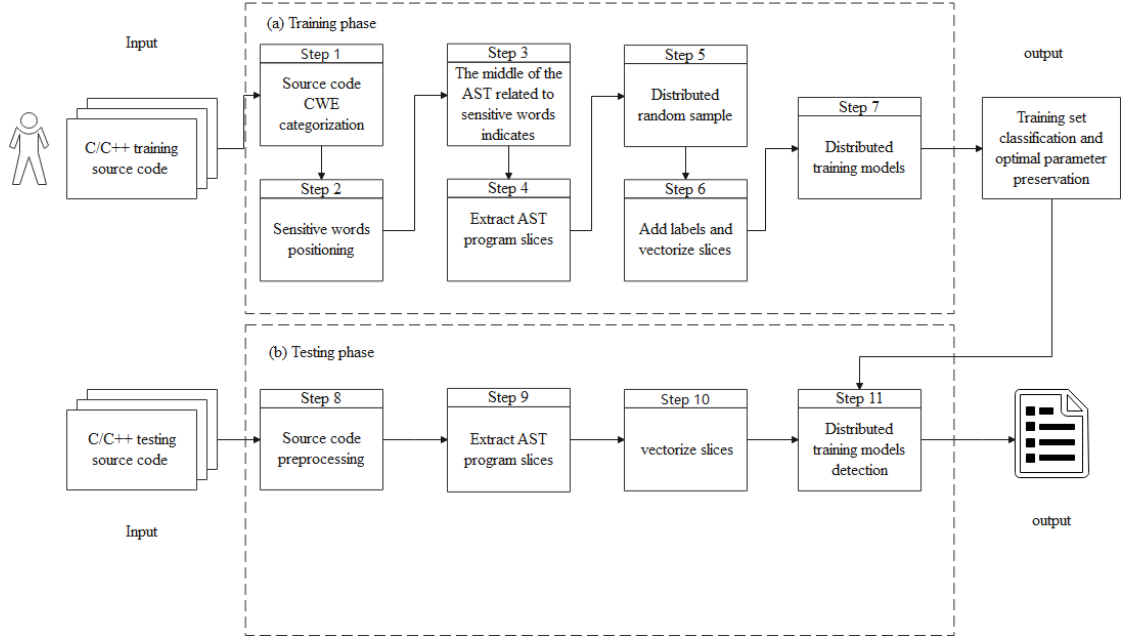 (a) Training phase
Input
output
C/C++ training
source code
Step 1
Source code
CWE
categorization
Step 2
Sensitive words
positioning
Step 3
The middle of the
AST related to
sensitive words
indicates
Step 4
Extract AST
program slices
Step 5
Distributed
random sample
Step 6
Add labels and
vectorize slices
Step 7
Distributed
training models
Training set
classification and
optimal parameter
preservation
(b) Testing phase
C/C++ testing
source code
Input
Step 8
Source code
preprocessing
Step 9
Extract AST
program slices
Step 10
vectorize slices
Step 11
Distributed
training models
detection
output